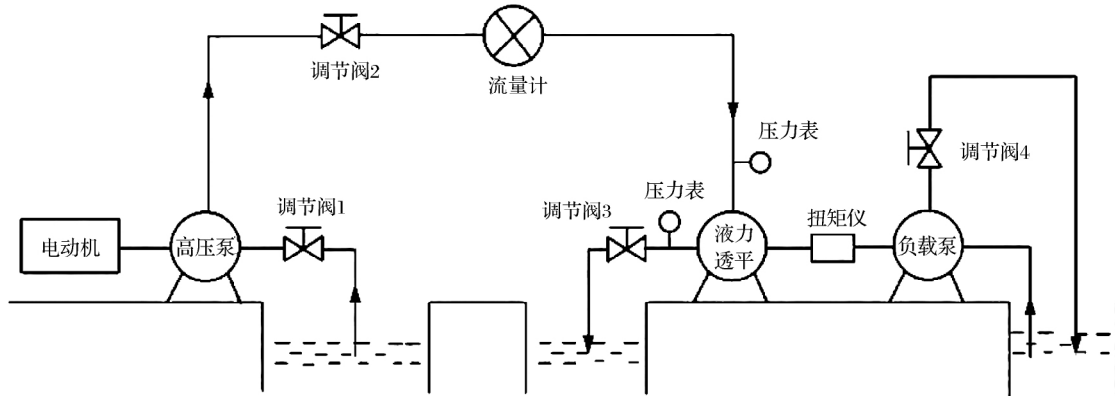 调节阀2
流量计
压力表
调节阀4
压力表
调节阀1
调节阀3
扭矩仪
电动机
高压泵
液力
透平
负载泵